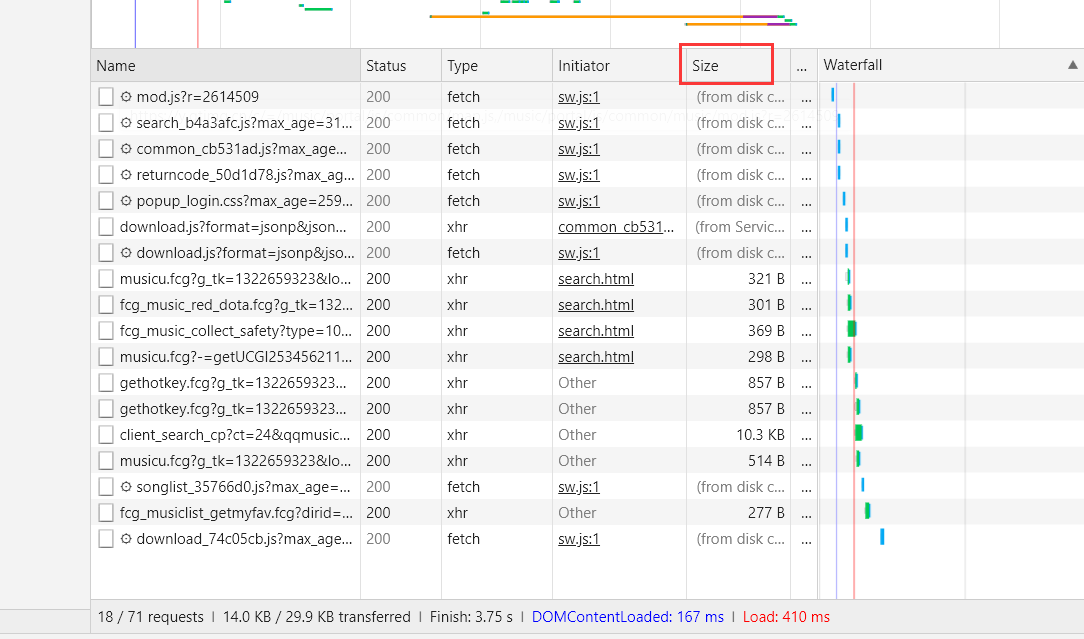 Name Status Type Initiator Size ... Waterfall
mod.js?r=2614509 200 fetch sw.js:1 (from disk c... ...
search_b4a3afc.js?max_age=31... 200 fetch sw.js:1 (from disk c... ...
common_cb531ad.js?max_age... 200 fetch sw.js:1 (from disk c... ...
returncode_50d1d78.js?max_ag... 200 fetch sw.js:1 (from disk c... ...
popup_login.css?max_age=259... 200 fetch sw.js:1 (from disk c... ...
download.js?format=jsonp&json... 200 xhr common_cb531... (from Servic... ...
download.js?format=jsonp&jso... 200 fetch sw.js:1 (from disk c... ...
musicu.fcg?g_tk=1322659323&lo... 200 xhr search.html 321 B ...
fcg_music_red_dota.fcg?g_tk=132... 200 xhr search.html 301 B ...
fcg_music_collect_safety?type=10... 200 xhr search.html 369 B ...
musicu.fcg?-=getUCGI253456211... 200 xhr search.html 298 B ...
gethotkey.fcg?g_tk=1322659323... 200 xhr Other 857 B ...
gethotkey.fcg?g_tk=1322659323... 200 xhr Other 857 B ...
client_search_cp?ct=24&qqmusic... 200 xhr Other 10.3 KB ...
musicu.fcg?g_tk=1322659323&lo... 200 xhr Other 514 B ...
songlist_35766d0.js?max_age=... 200 fetch sw.js:1 (from disk c... ...
fcg_musiclist_getmyfav.fcg?dirid=... 200 xhr Other 277 B ...
download_74c05cb.js?max_age... 200 fetch sw.js:1 (from disk c... ...
18 / 71 requests | 14.0 KB / 29.9 KB transferred | Finish: 3.75 s | DOMContentLoaded: 167 ms | Load: 410 ms